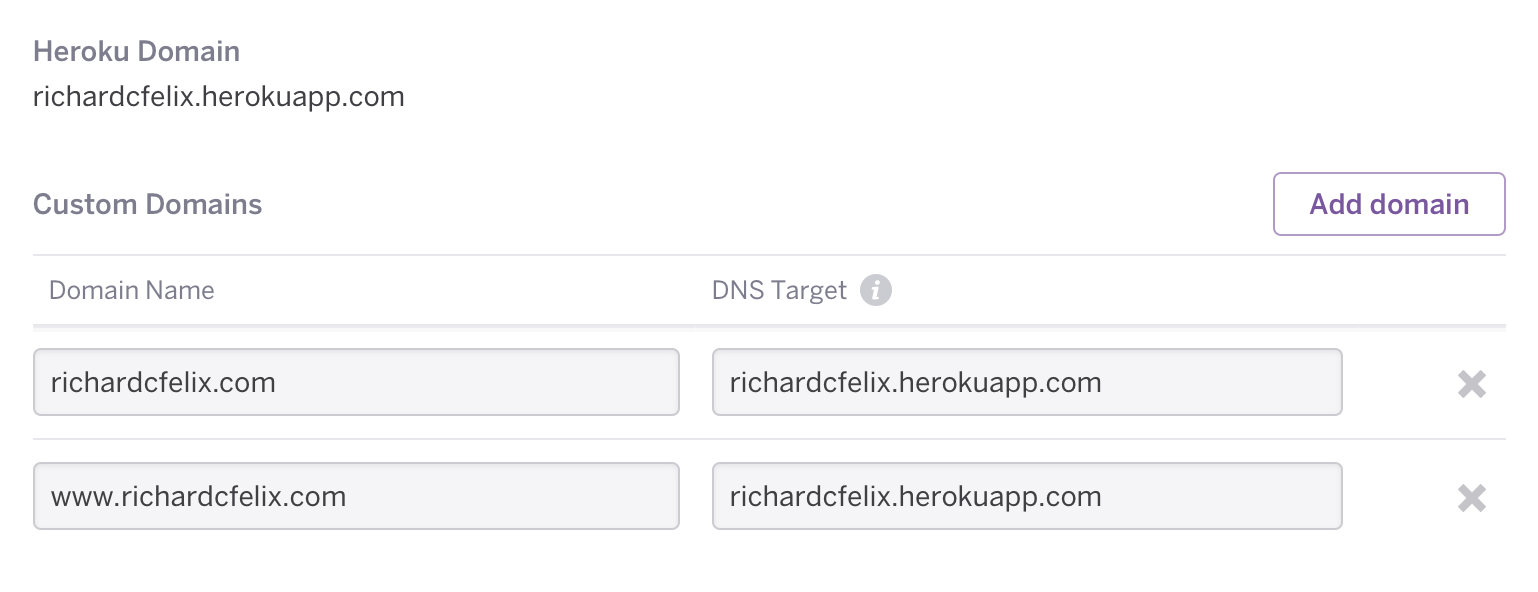 Heroku Domain
richardcfelix.herokuapp.com
Custom Domains
Add domain
Domain Name
DNS Target i
richardcfelix.com
richardcfelix.herokuapp.com
www.richardcfelix.com
richardcfelix.herokuapp.com